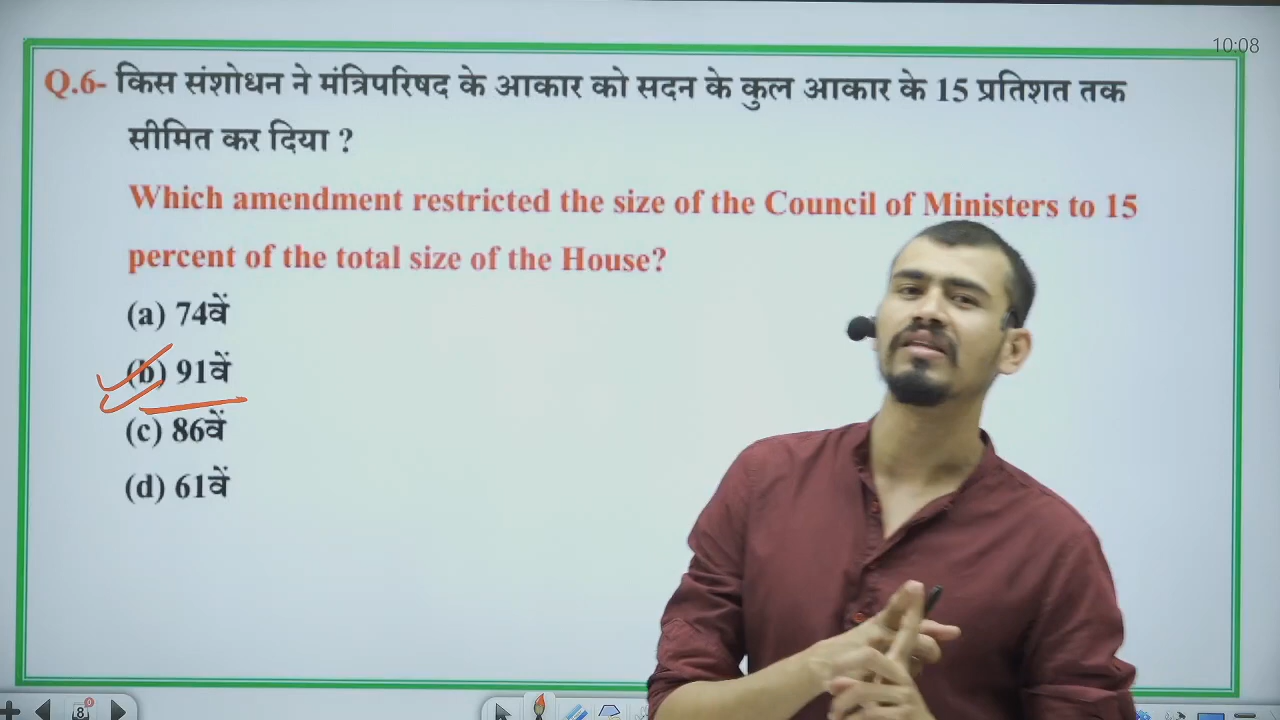 10:08
Q.6- किस संशोधन ने मंत्रिपरिषद के आकार को सदन के कुल आकार के 15 प्रतिशत तक
सीमित कर दिया ?
Which amendment restricted the size of the Council of Ministers to 15
percent of the total size of the House?
(a) 74वें
(b) 91वें
(c) 86वें
(d) 61वें
8